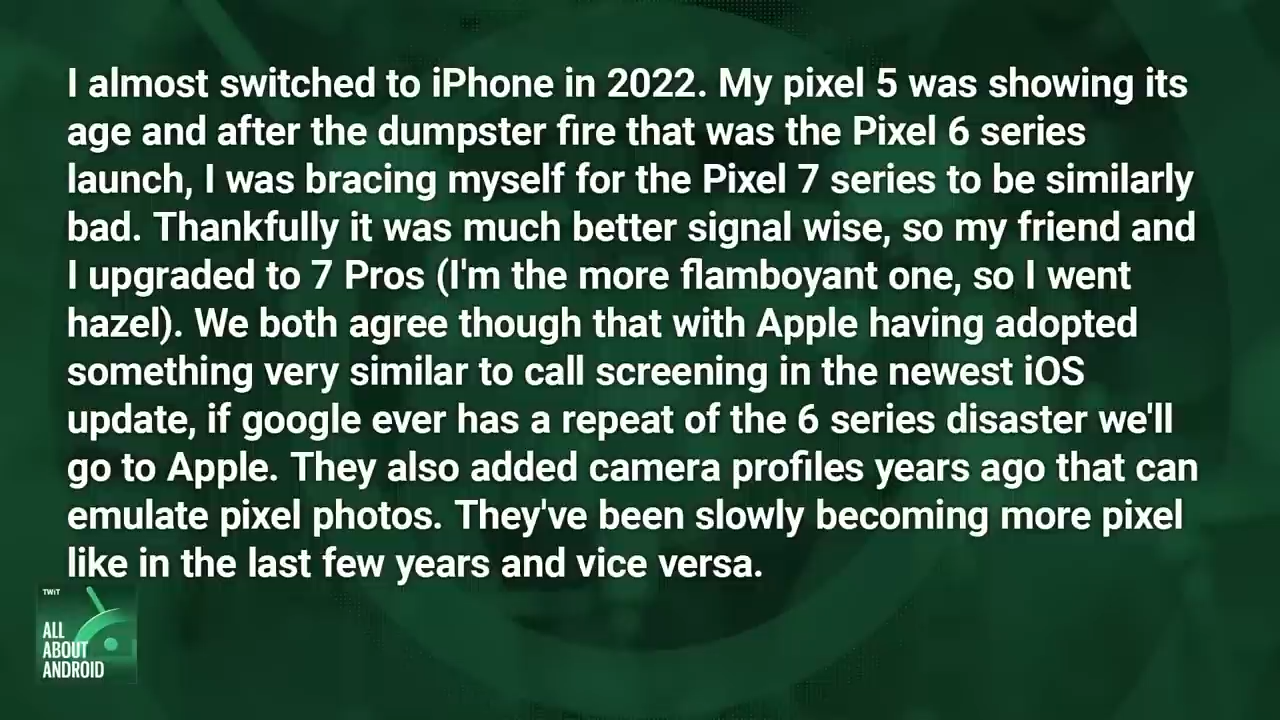 I almost switched to iPhone in 2022. My pixel 5 was showing its
age and after the dumpster fire that was the Pixel 6 series
launch, I was bracing myself for the Pixel 7 series to be similarly
bad. Thankfully it was much better signal wise, so my friend and
I upgraded to 7 Pros (I'm the more flamboyant one, so I went
hazel). We both agree though that with Apple having adopted
something very similar to call screening in the newest iOS
update, if google ever has a repeat of the 6 series disaster we'll
go to Apple. They also added camera profiles years ago that can
emulate pixel photos. They've been slowly becoming more pixel
like in the last few years and vice versa.
TWiT
ALL
ABOUT
ANDROID